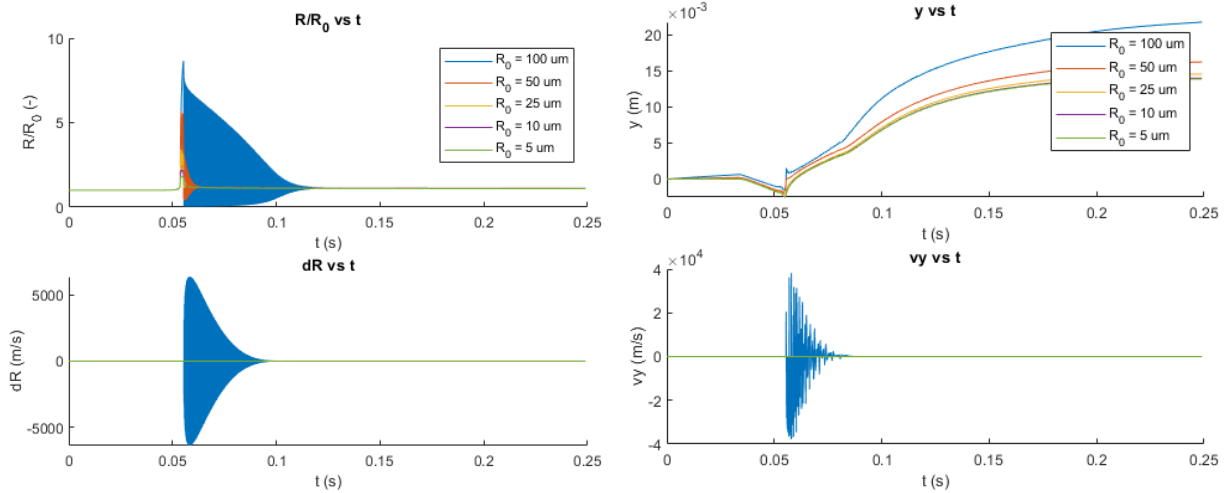 R/R0 vs t
R/R0 (-)
10
5
0
0 0.05 0.1 0.15 0.2 0.25
t (s)
R0 = 100 um
R0 = 50 um
R0 = 25 um
R0 = 10 um
R0 = 5 um
×10-3
y vs t
y (m)
20
15
10
5
0
0 0.05 0.1 0.15 0.2 0.25
t (s)
R0 = 100 um
R0 = 50 um
R0 = 25 um
R0 = 10 um
R0 = 5 um
dR vs t
dR (m/s)
5000
0
-5000
0 0.05 0.1 0.15 0.2 0.25
t (s)
×104
vy vs t
vy (m/s)
4
2
0
-2
-4
0 0.05 0.1 0.15 0.2 0.25
t (s)